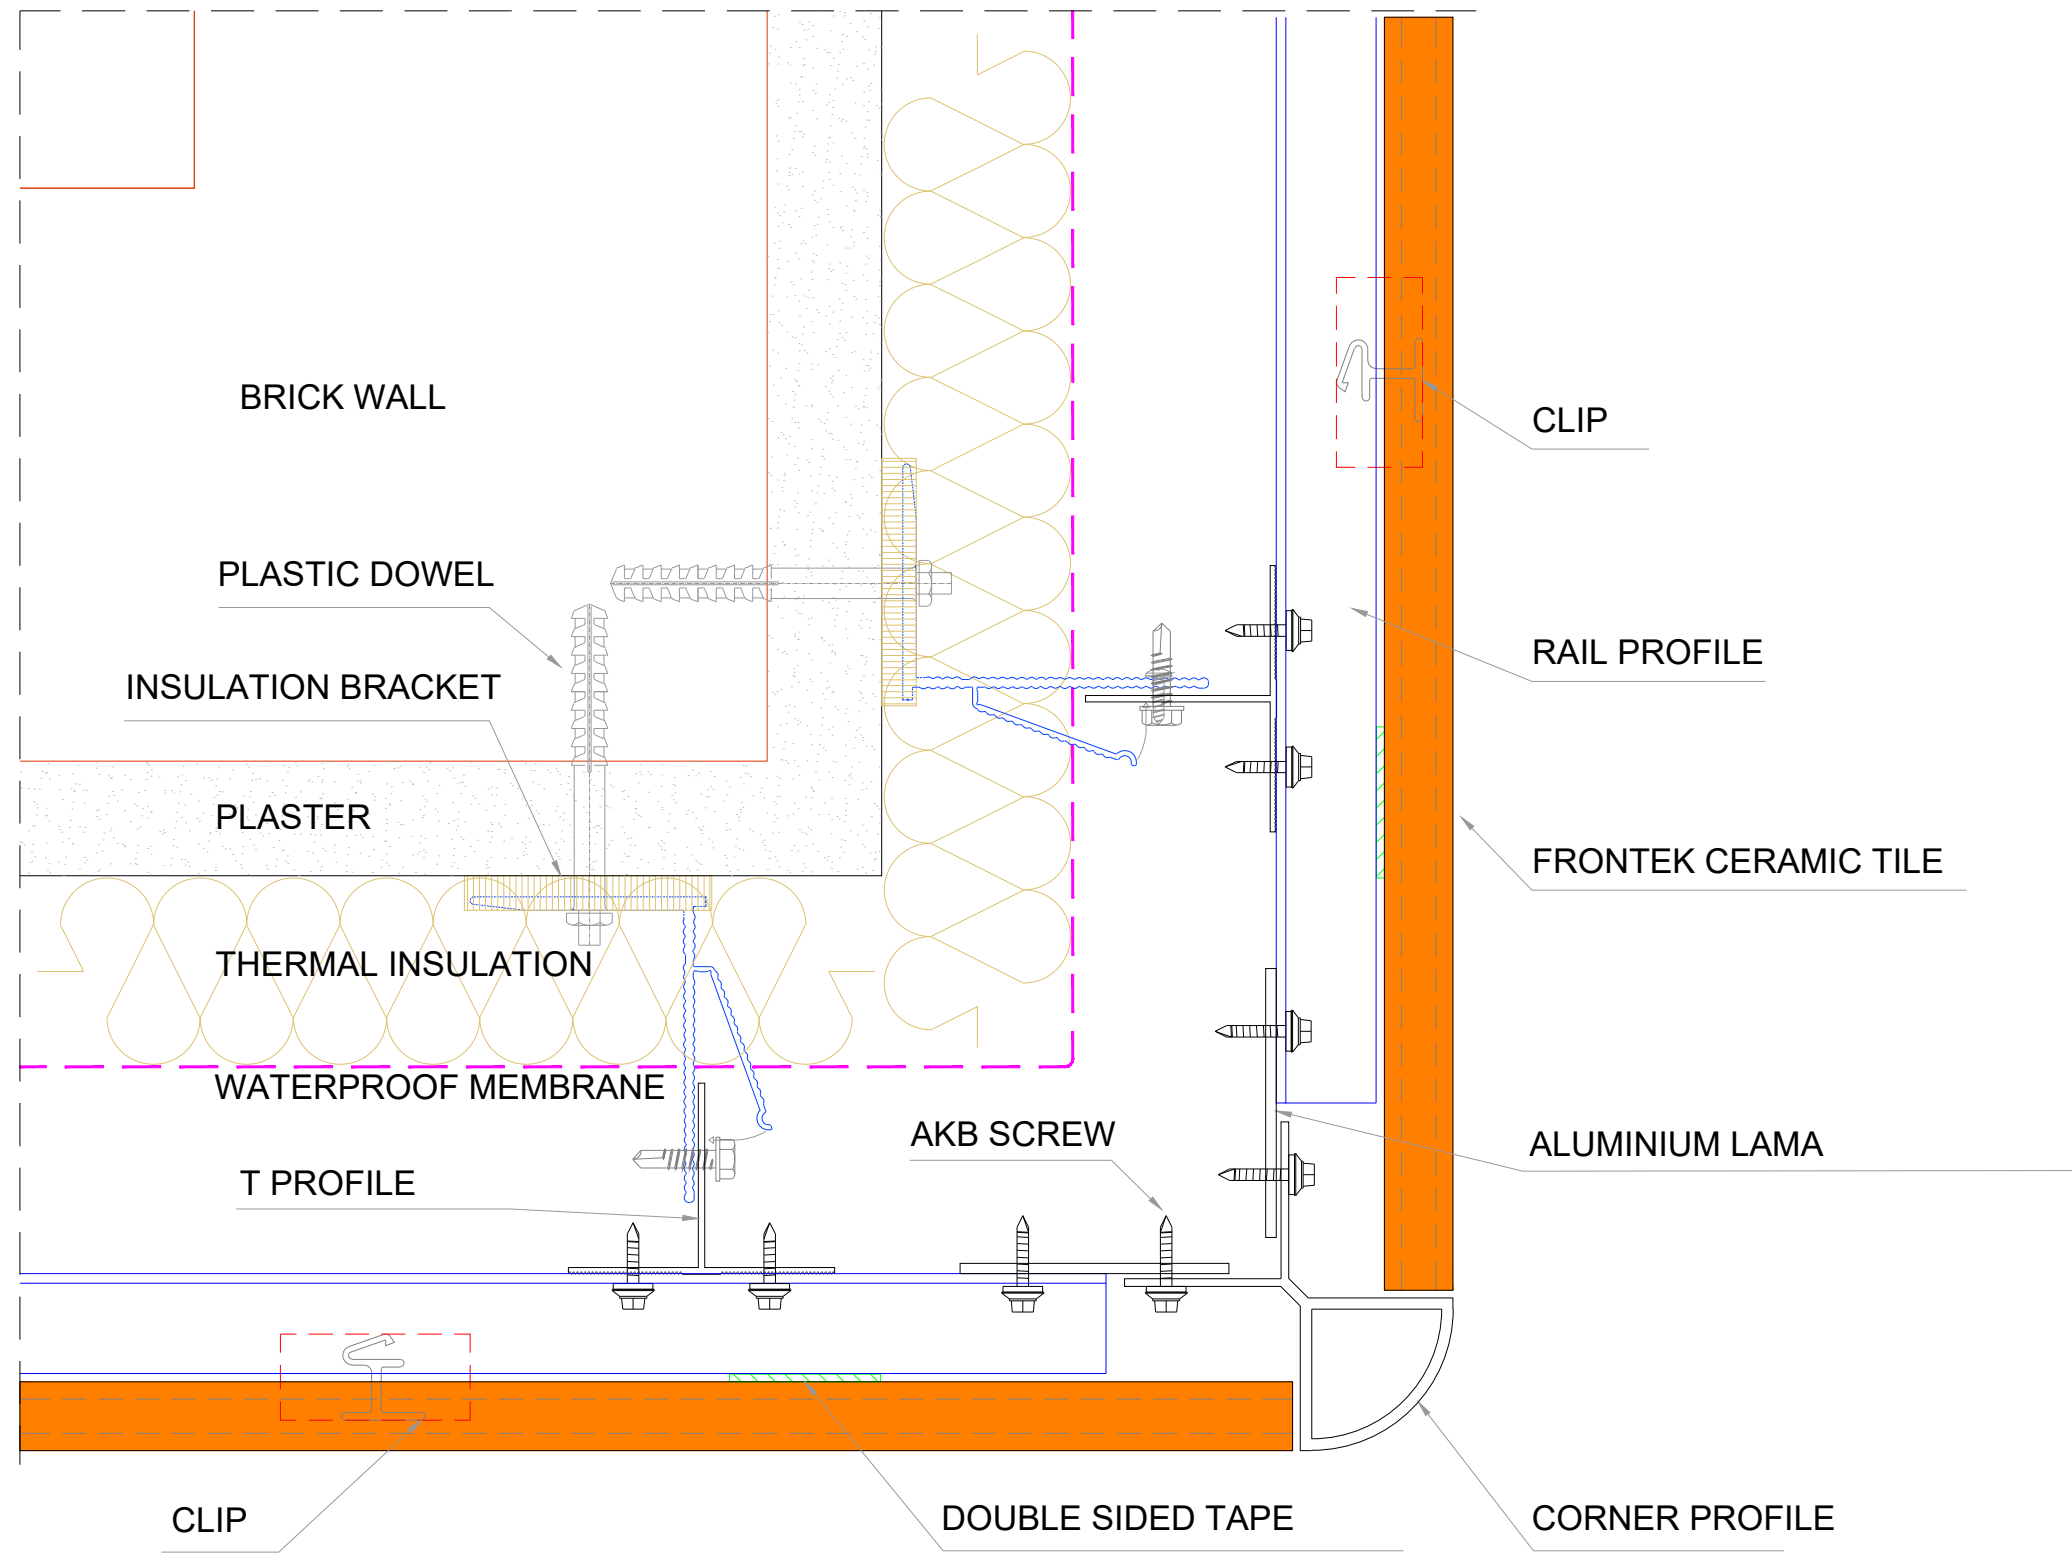 BRICK WALL
CLIP
PLASTIC DOWEL
RAIL PROFILE
INSULATION BRACKET
PLASTER
FRONTEK CERAMIC TILE
THERMAL INSULATION
WATERPROOF MEMBRANE
AKB SCREW
ALUMINIUM LAMA
T PROFILE
CLIP
DOUBLE SIDED TAPE
CORNER PROFILE